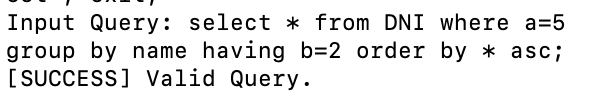 Input Query: select * from DNI where a=5
group by name having b=2 order by * asc;
[SUCCESS] Valid Query.